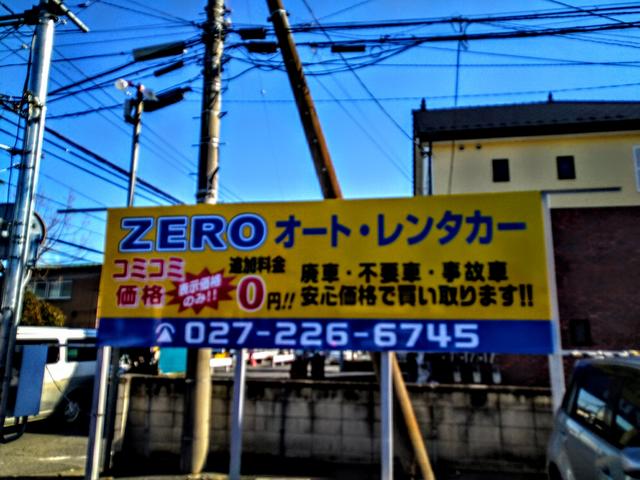 ZERO オート・レンタカー
コミコミ
価格
表示価格
のみ!!
追加料金
0円!!
廃車・不要車・事故車
安心価格で買い取ります!!
027-226-6745